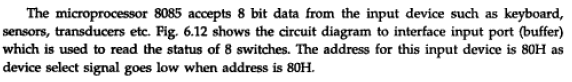 The microprocessor 8085 accepts 8 bit data from the input device such as keyboard,
sensors, transducers etc. Fig. 6.12 shows the circuit diagram to interface input port (buffer)
which is used to read the status of 8 switches. The address for this input device is 80H as
device select signal goes low when address is 80H.